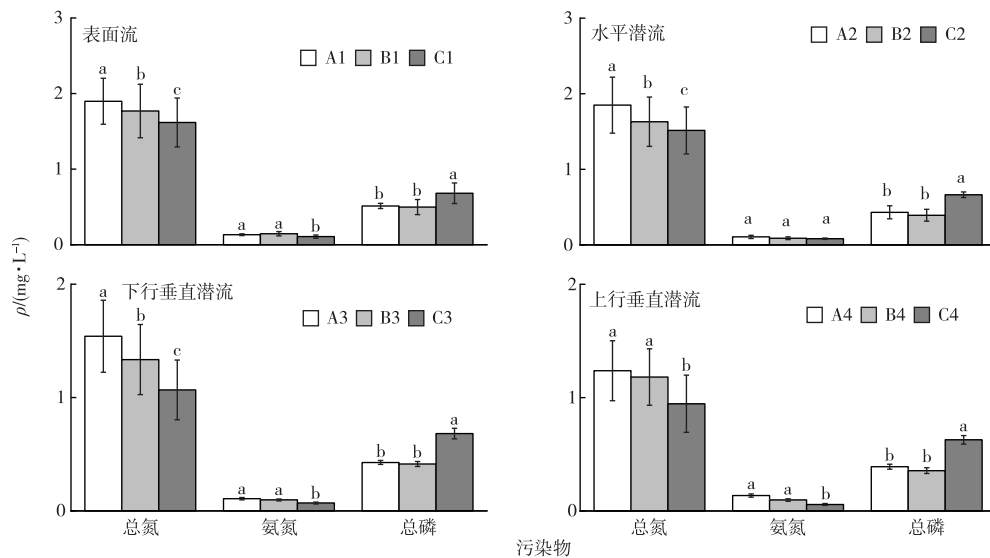 表面流
A1 B1 C1
3
2
1
0
a b c
a a b
b b a
水平潜流
A2 B2 C2
3
2
1
0
a b c
a a a
b b a
ρ/(mg·L⁻¹)
下行垂直潜流
A3 B3 C3
2
1
0
a b c
a a b
b b a
总氮 氨氮 总磷
上行垂直潜流
A4 B4 C4
2
1
0
a a b
a a b
b b a
总氮 氨氮 总磷
污染物